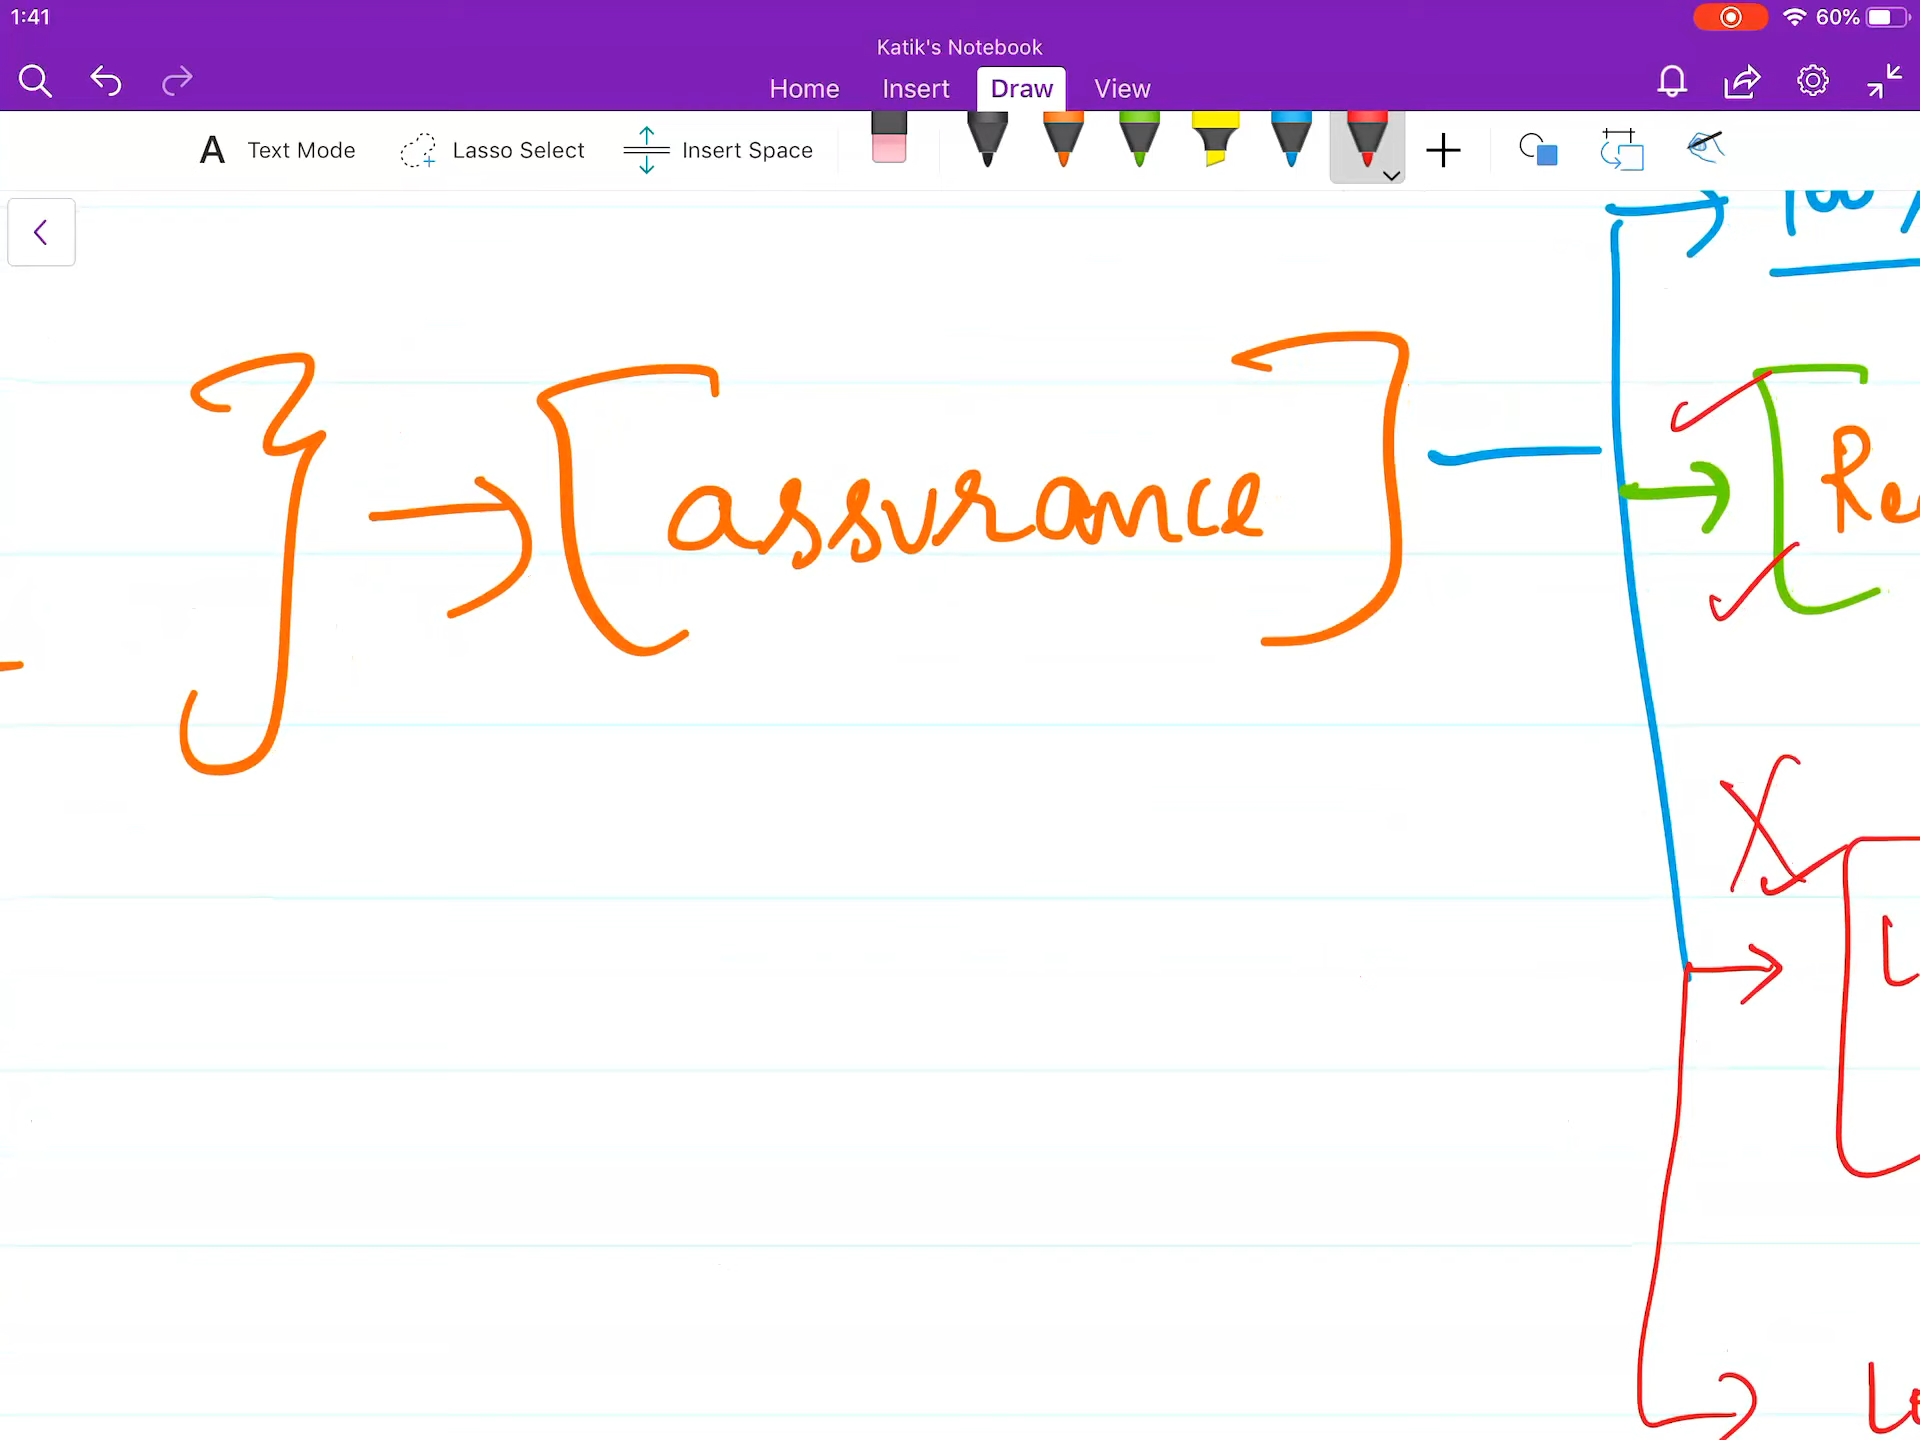 1:41
60%
Katik's Notebook
Home Insert Draw View
A Text Mode Lasso Select Insert Space
assurance